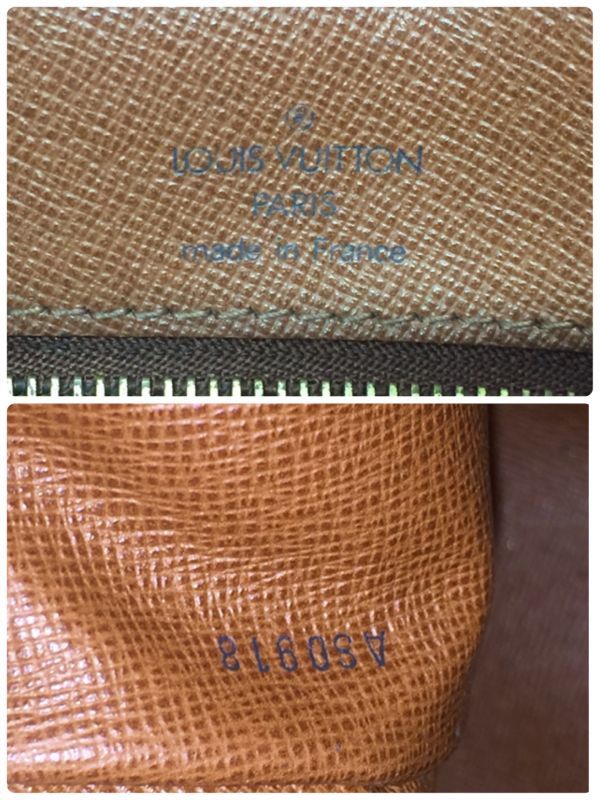 LOUIS VUITTON
PARIS
made in France
AS0918